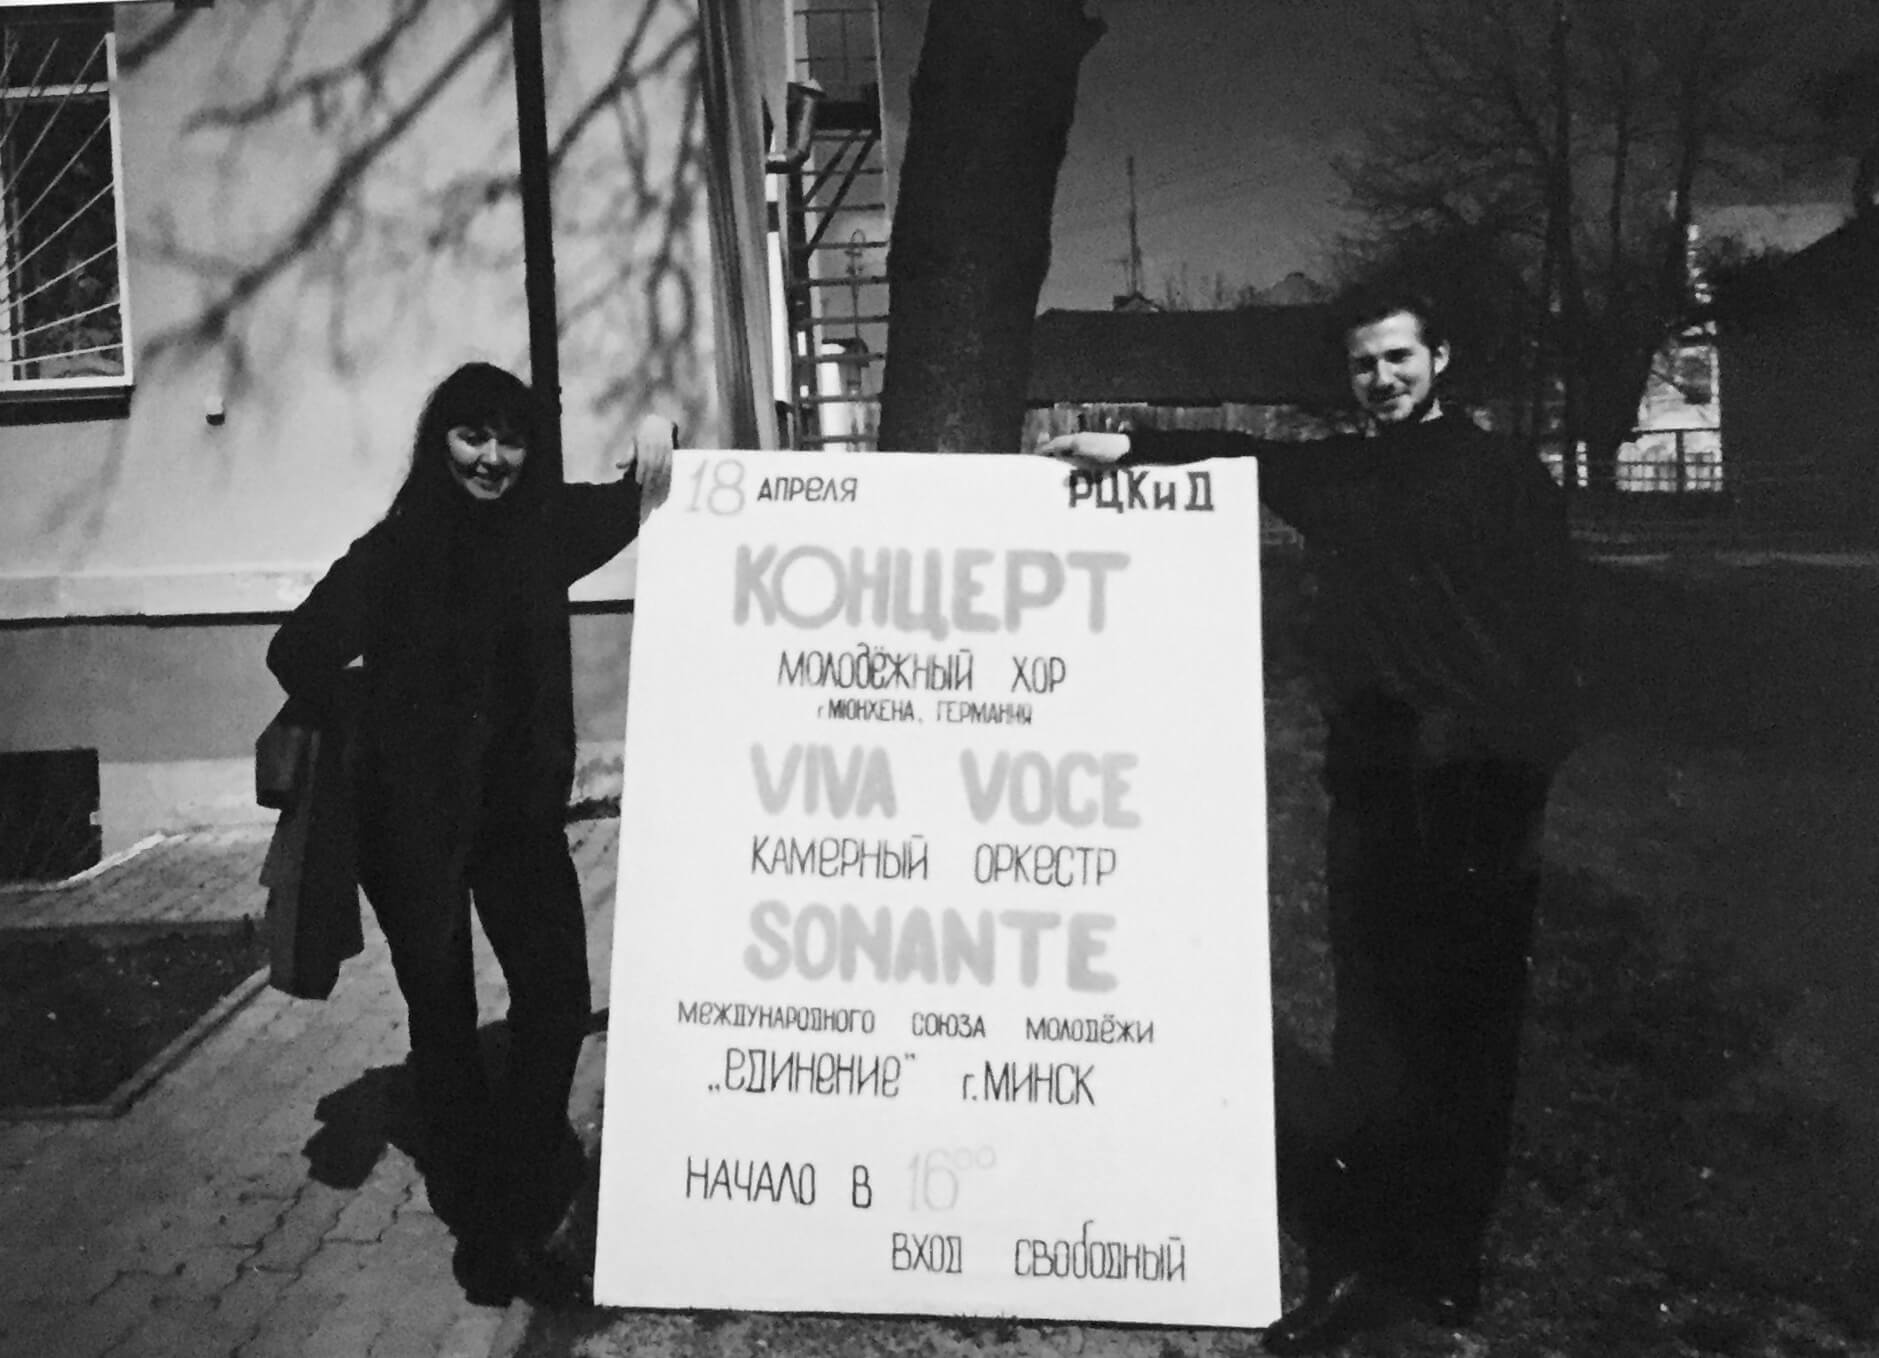 18 АПРЕЛЯ РЦКиД
КОНЦЕРТ
МОЛОДЁЖНЫЙ ХОР
г МЮНХЕНА, ГЕРМАНИЯ
VIVA VOCE
КАМЕРНЫЙ ОРКЕСТР
SONANTE
МЕЖДУНАРОДНОГО СОЮЗА МОЛОДЁЖИ
„ЕДИНЕНИЕ" г. МИНСК
НАЧАЛО В 16⁰⁰
ВХОД СВОБОДНЫЙ